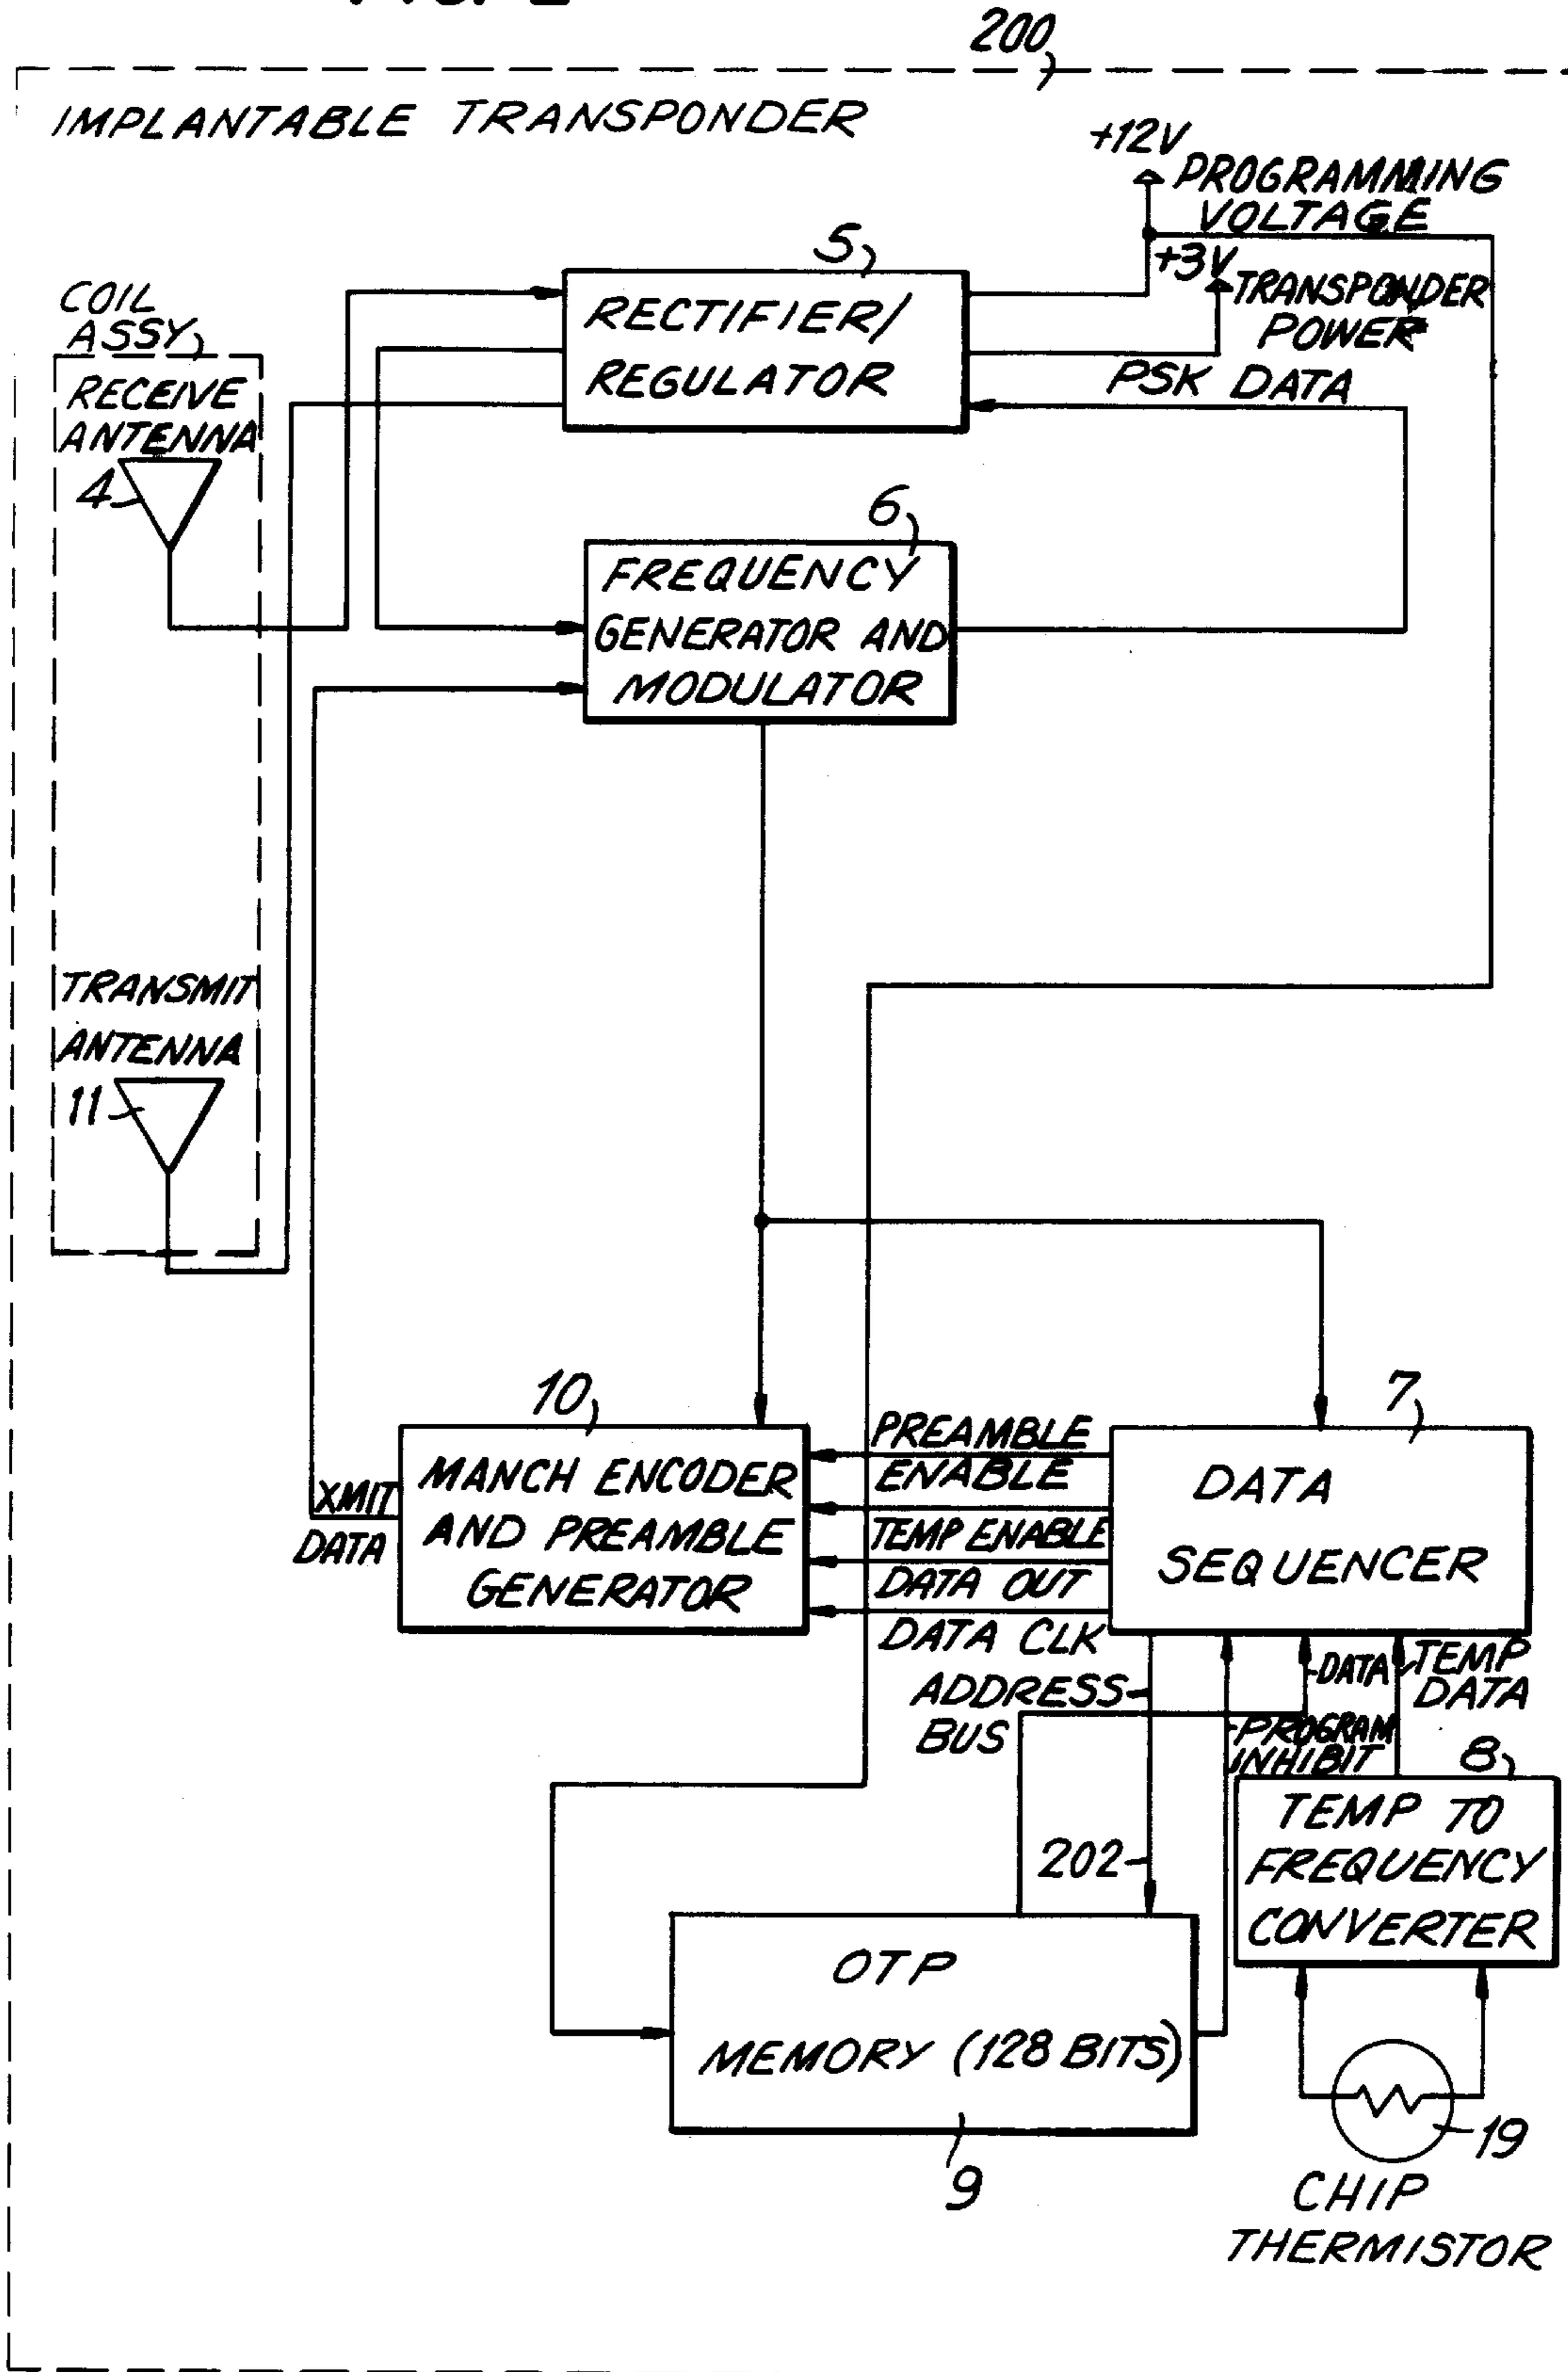 200
IMPLANTABLE TRANSPONDER
+12V
PROGRAMMING
VOLTAGE
+3V
TRANSPONDER
POWER
5
RECTIFIER/
REGULATOR
PSK DATA
COIL
ASSY
RECEIVE
ANTENNA
4
6
FREQUENCY
GENERATOR AND
MODULATOR
TRANSMIT
ANTENNA
11
10
MANCH ENCODER
AND PREAMBLE
GENERATOR
XMIT
DATA
PREAMBLE
ENABLE
TEMP ENABLE
DATA OUT
DATA CLK
7
DATA
SEQUENCER
ADDRESS
BUS
DATA
TEMP
DATA
PROGRAM
INHIBIT
8
TEMP TO
FREQUENCY
CONVERTER
202
OTP
MEMORY (128 BITS)
9
19
CHIP
THERMISTOR